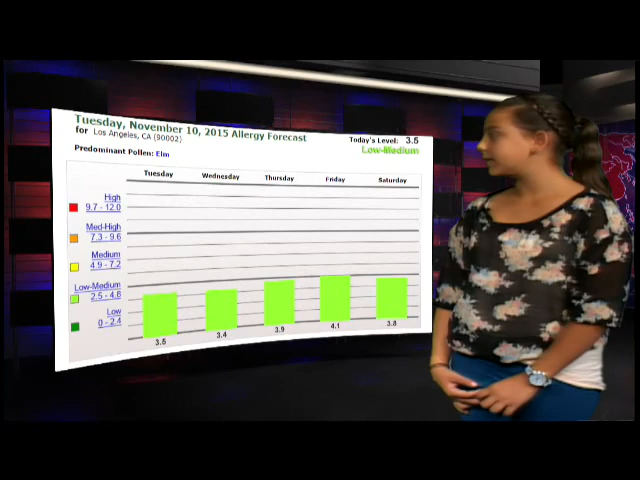 Tuesday, November 10, 2015 Allergy Forecast
for Los Angeles, CA (90002)
Today's Level: 3.5
Low-Medium
Predominant Pollen: Elm
Tuesday Wednesday Thursday Friday Saturday
High
9.7 - 12.0
Med-High
7.3 - 9.6
Medium
4.9 - 7.2
Low-Medium
2.5 - 4.8
Low
0 - 2.4
3.5 3.4 3.9 4.1 3.8